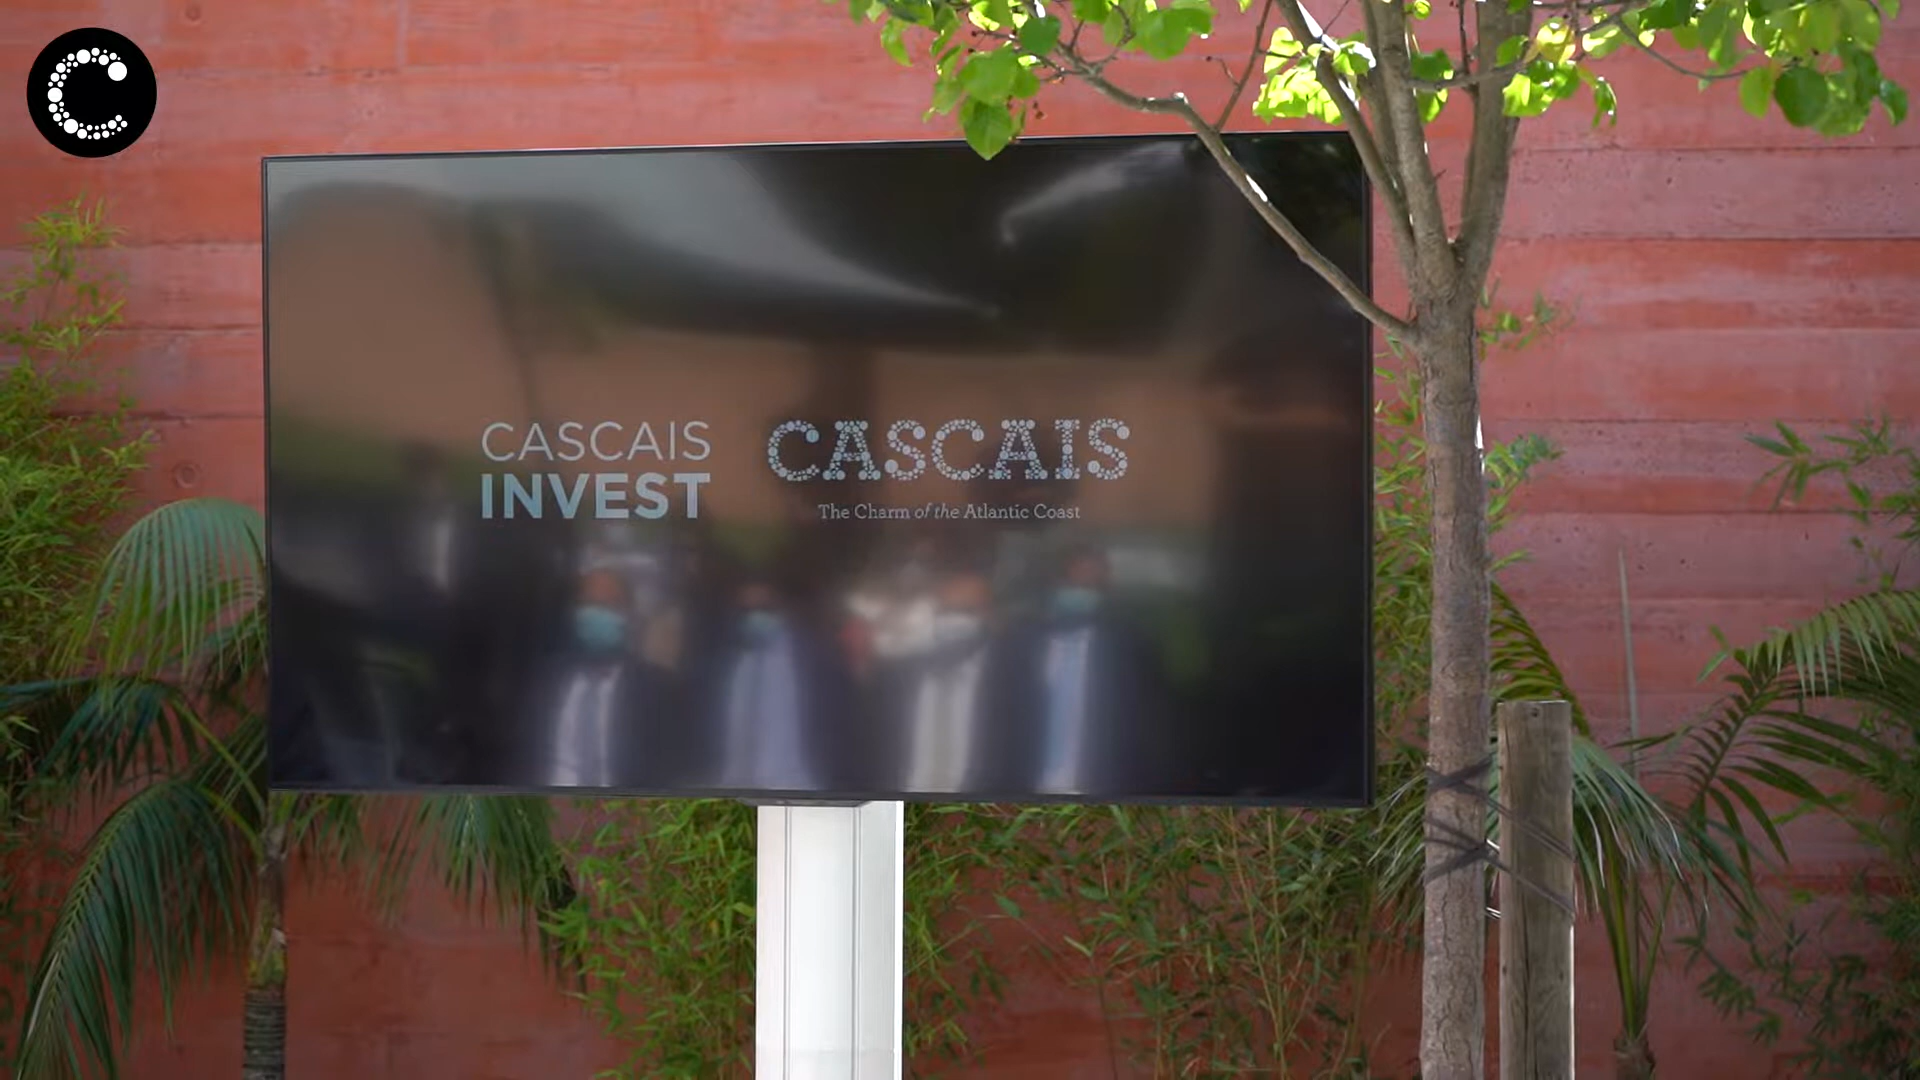 C
CASCAIS
INVEST
CASCAIS
The Charm of the Atlantic Coast